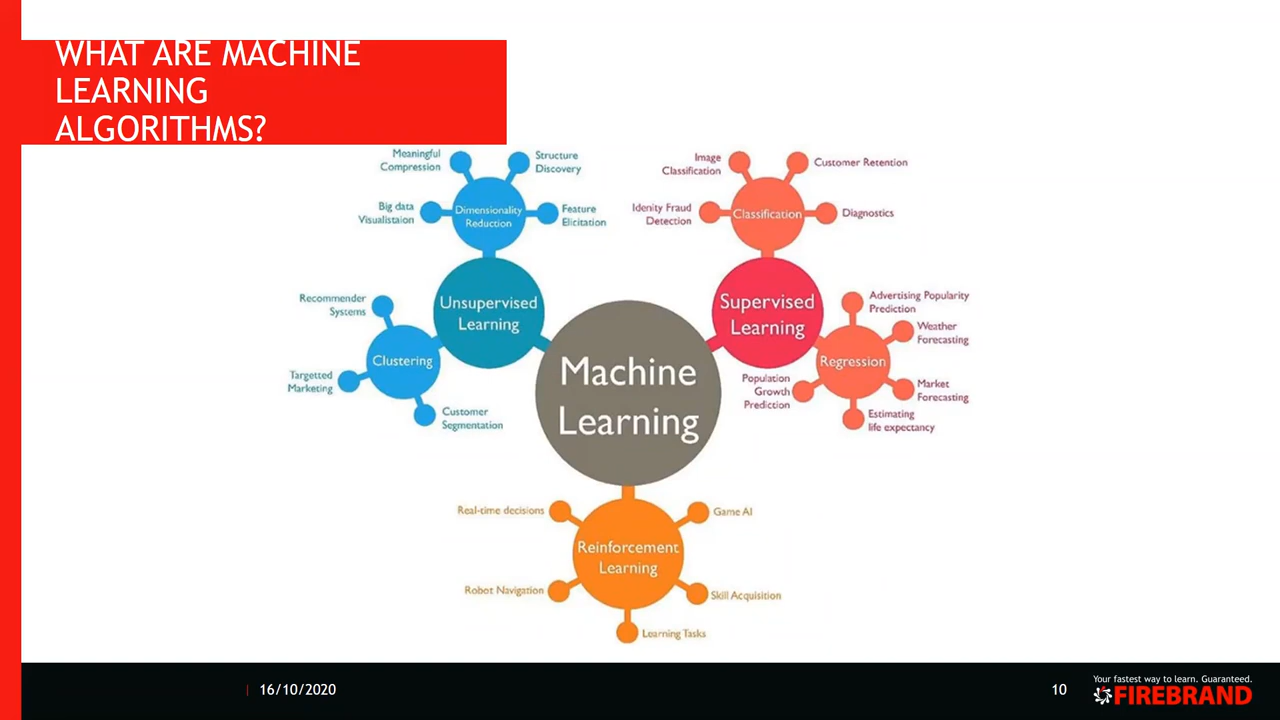 WHAT ARE MACHINE
LEARNING
ALGORITHMS?
Meaningful
Compression
Structure
Discovery
Big data
Visualistaion
Dimensionality
Reduction
Feature
Elicitation
Recommender
Systems
Unsupervised
Learning
Clustering
Targetted
Marketing
Customer
Segmentation
Image
Classification
Customer Retention
Idenity Fraud
Detection
Classification
Diagnostics
Supervised
Learning
Advertising Popularity
Prediction
Weather
Forecasting
Regression
Population
Growth
Prediction
Market
Forecasting
Estimating
life expectancy
Machine
Learning
Real-time decisions
Game AI
Reinforcement
Learning
Robot Navigation
Skill Acquisition
Learning Tasks
16/10/2020
10
Your fastest way to learn. Guaranteed.
FIREBRAND